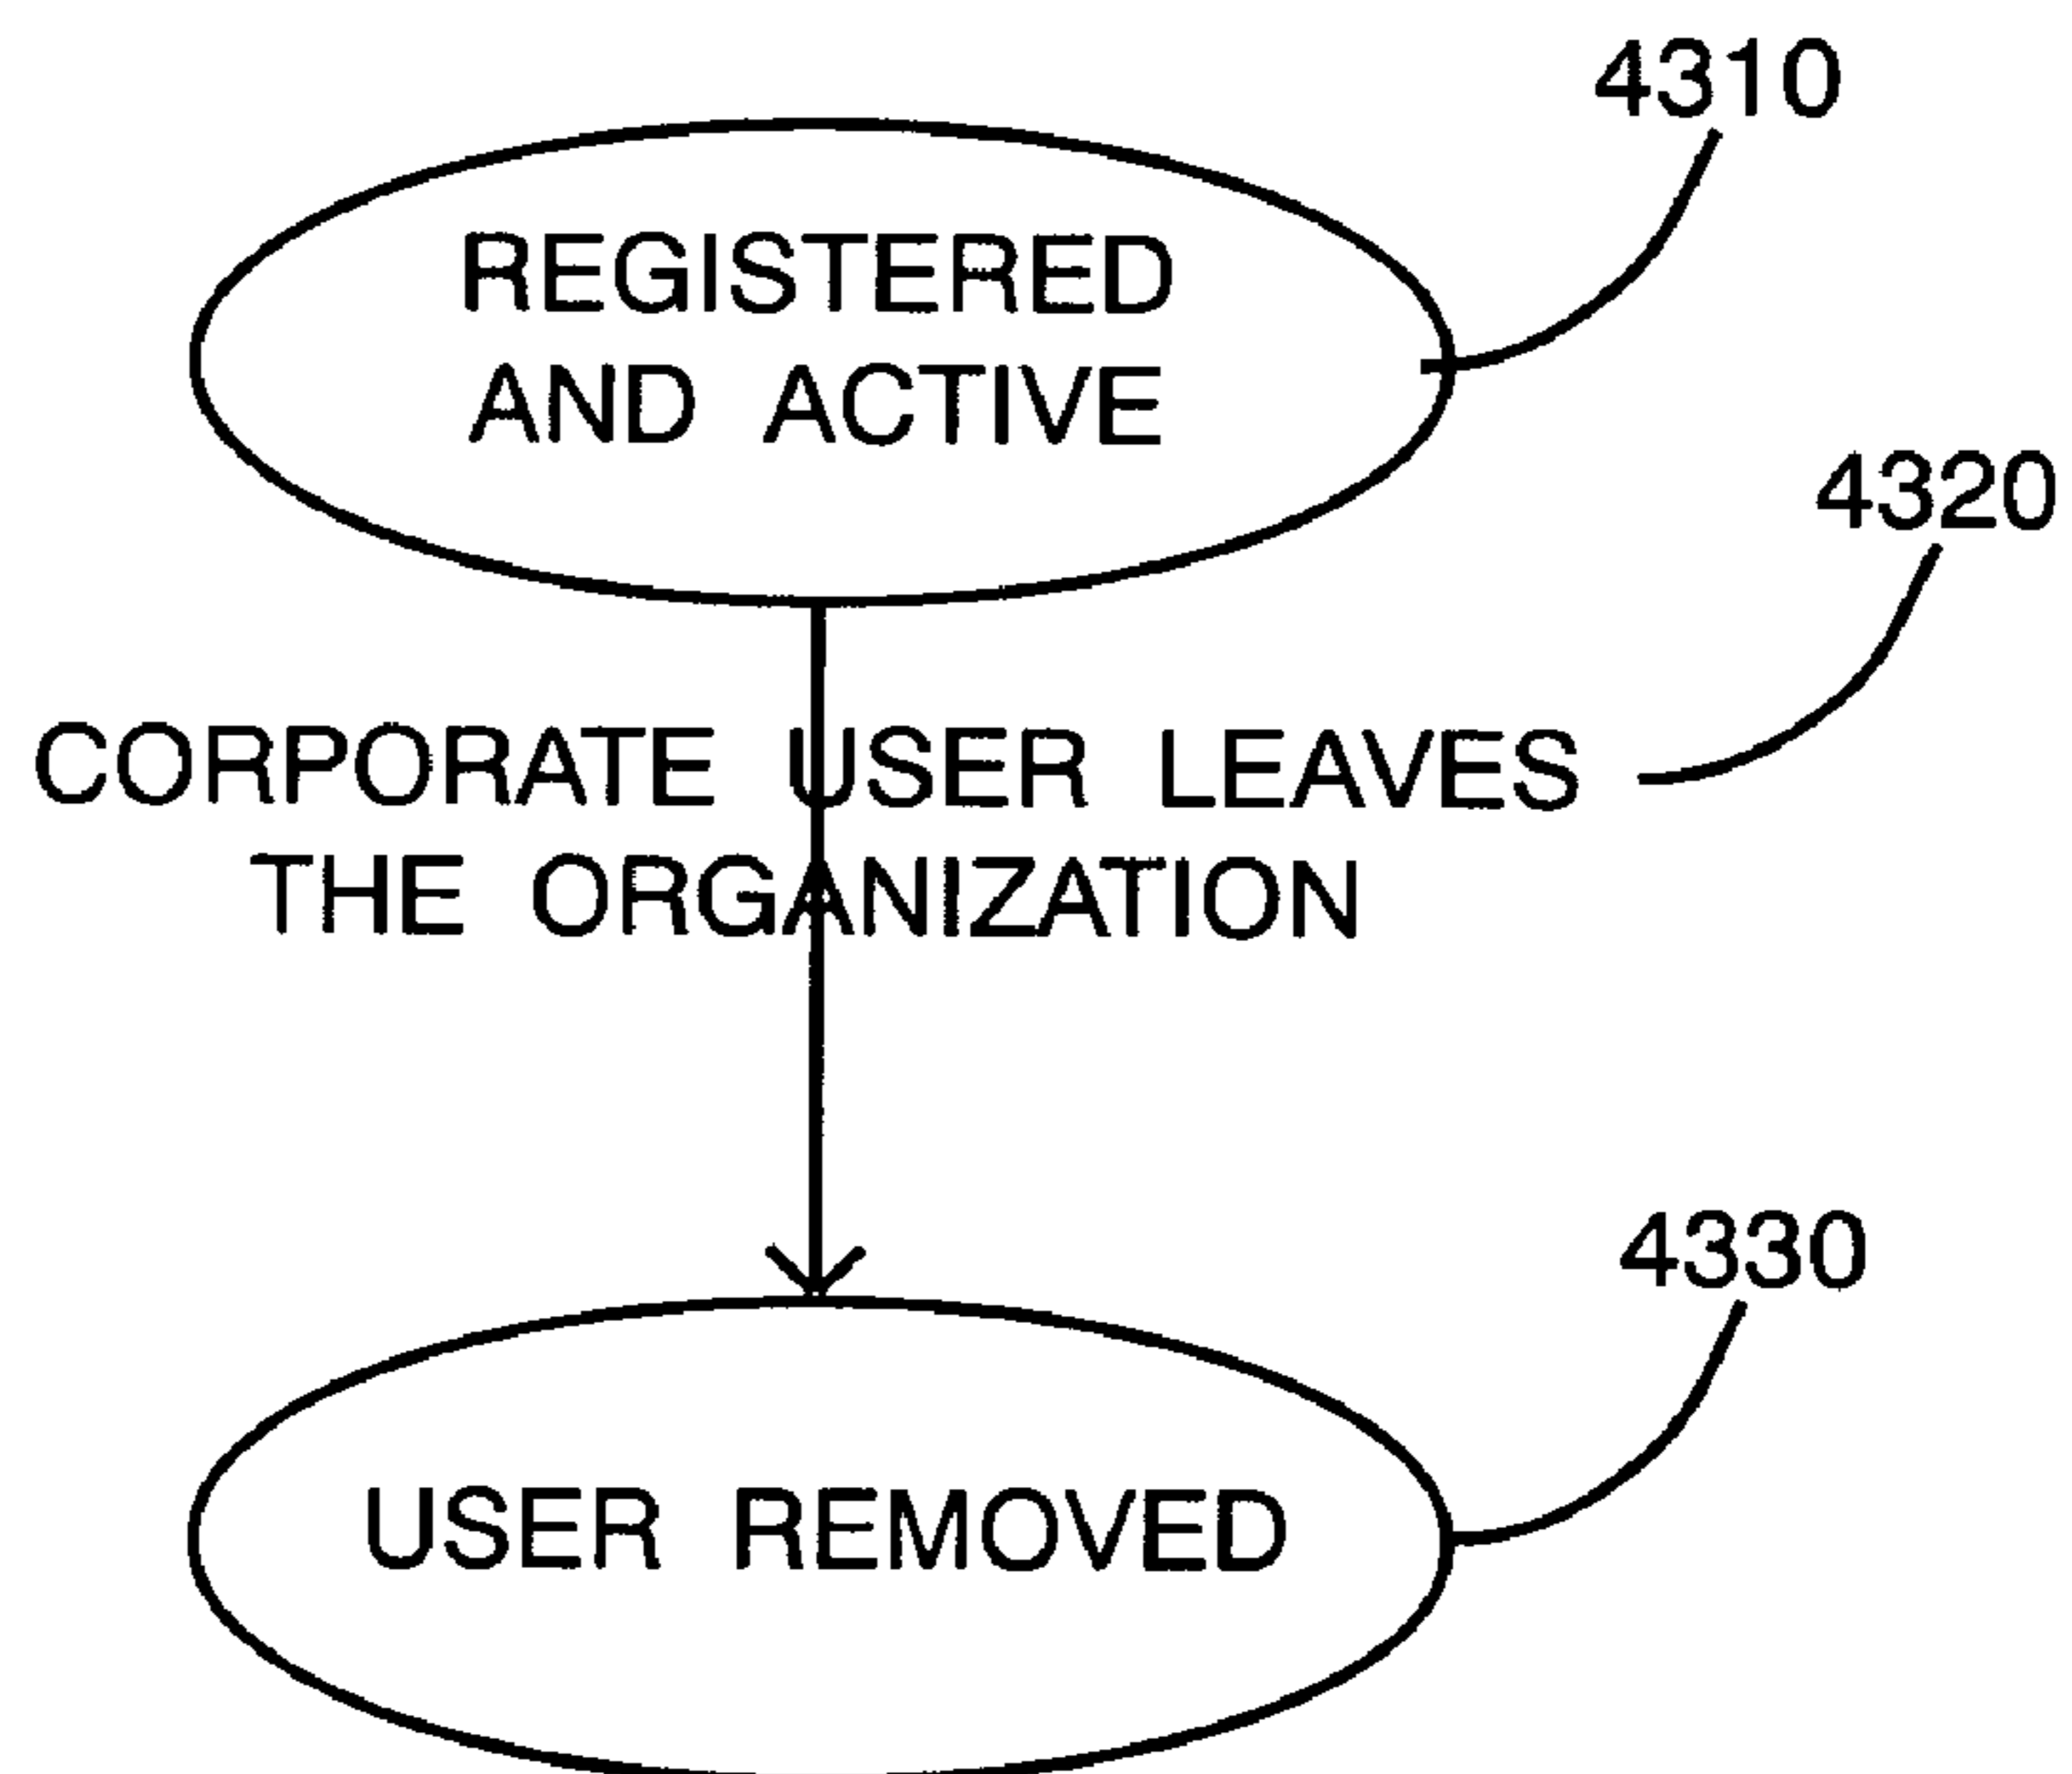 4310
REGISTERED
AND ACTIVE
4320
CORPORATE USER LEAVES
THE ORGANIZATION
4330
USER REMOVED